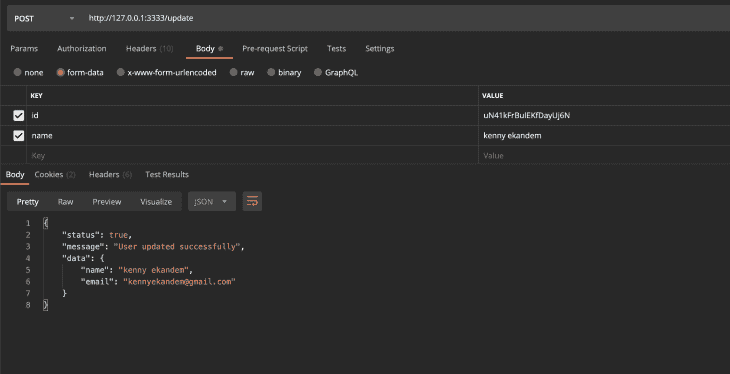 POST http://127.0.0.1:3333/update
Params Authorization Headers (10) Body Pre-request Script Tests Settings
none form-data x-www-form-urlencoded raw binary GraphQL
KEY VALUE
id uN41kFrBulEKfDayUj6N
name kenny ekandem
Key Value
Body Cookies (2) Headers (6) Test Results
Pretty Raw Preview Visualize JSON
1 {
2 "status": true,
3 "message": "User updated successfully",
4 "data": {
5 "name": "kenny ekandem",
6 "email": "kennyekandem@gmail.com"
7 }
8 }